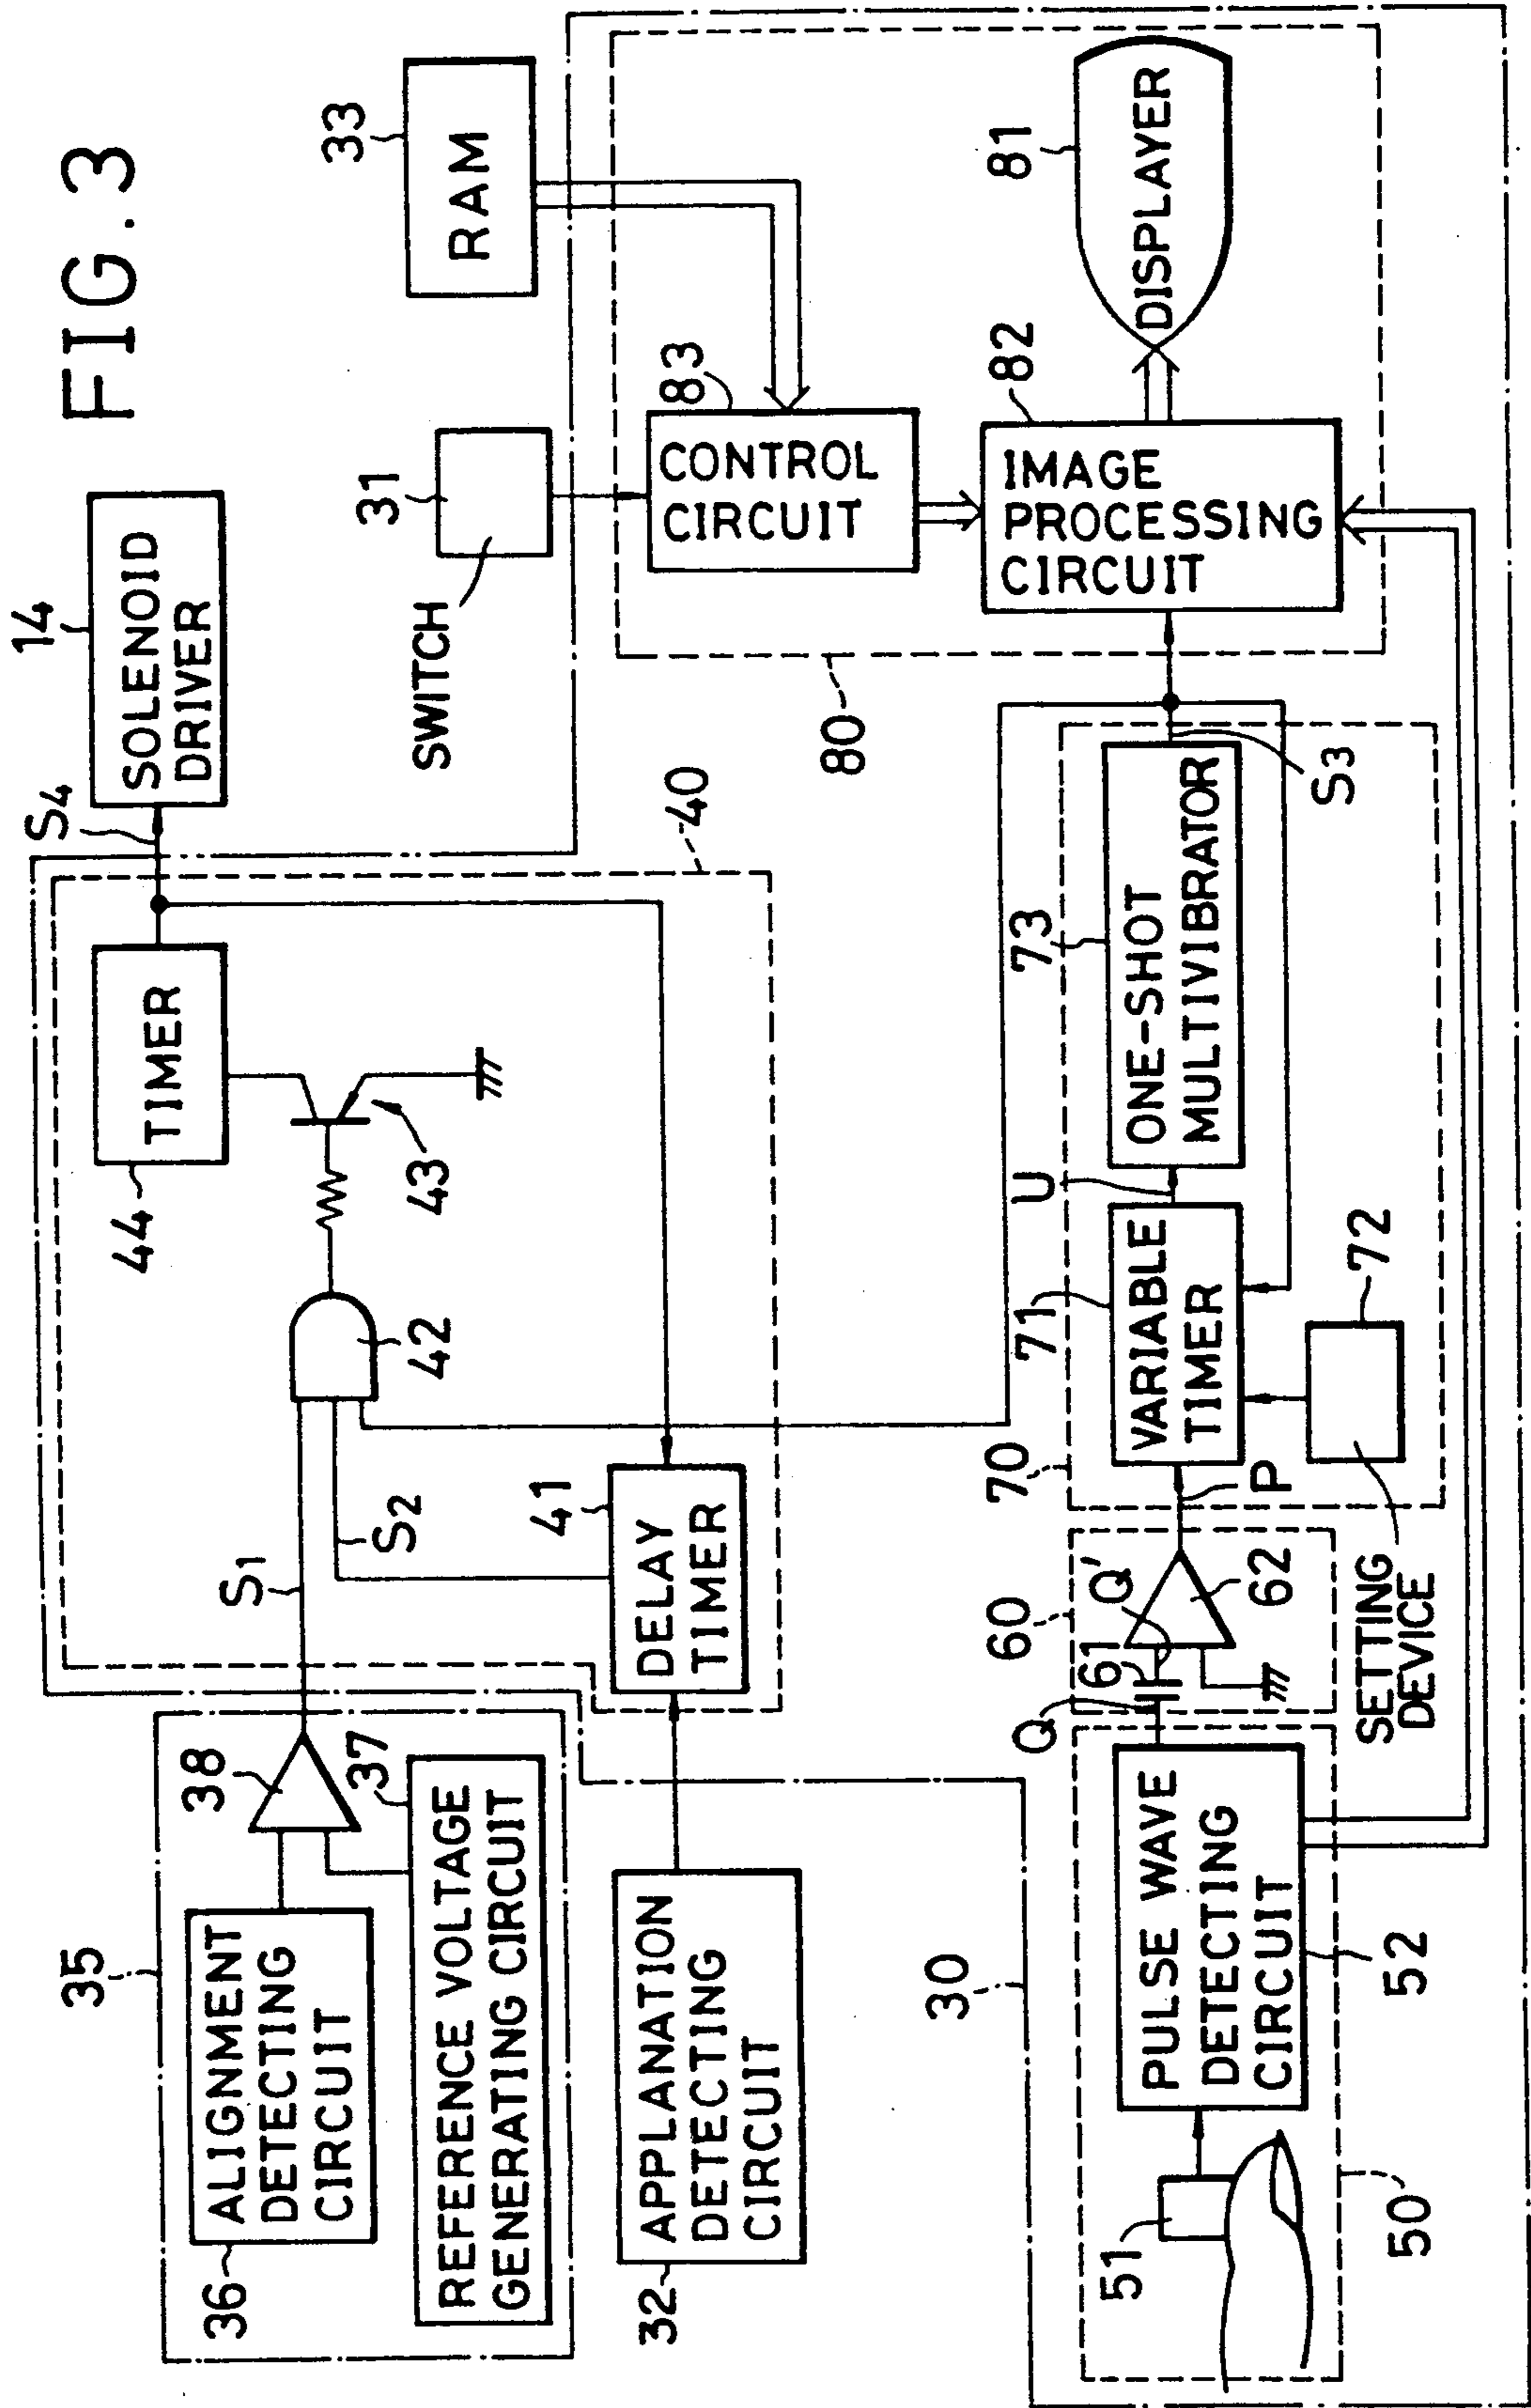 FIG.3
14
SOLENOID
DRIVER
S4
33
RAM
31
SWITCH
44
TIMER
40
43
42
S1
S2
41
DELAY
TIMER
35
38
36
ALIGNMENT
DETECTING
CIRCUIT
37
REFERENCE VOLTAGE
GENERATING CIRCUIT
32
APPLANATION
DETECTING
CIRCUIT
83
CONTROL
CIRCUIT
81
DISPLAYER
82
IMAGE
PROCESSING
CIRCUIT
80
73
ONE-SHOT
MULTIVIBRATOR
S3
U
71
VARIABLE
TIMER
72
70
P
SETTING
DEVICE
60
61
Q'
62
Q
30
PULSE WAVE
DETECTING
CIRCUIT
52
51
50